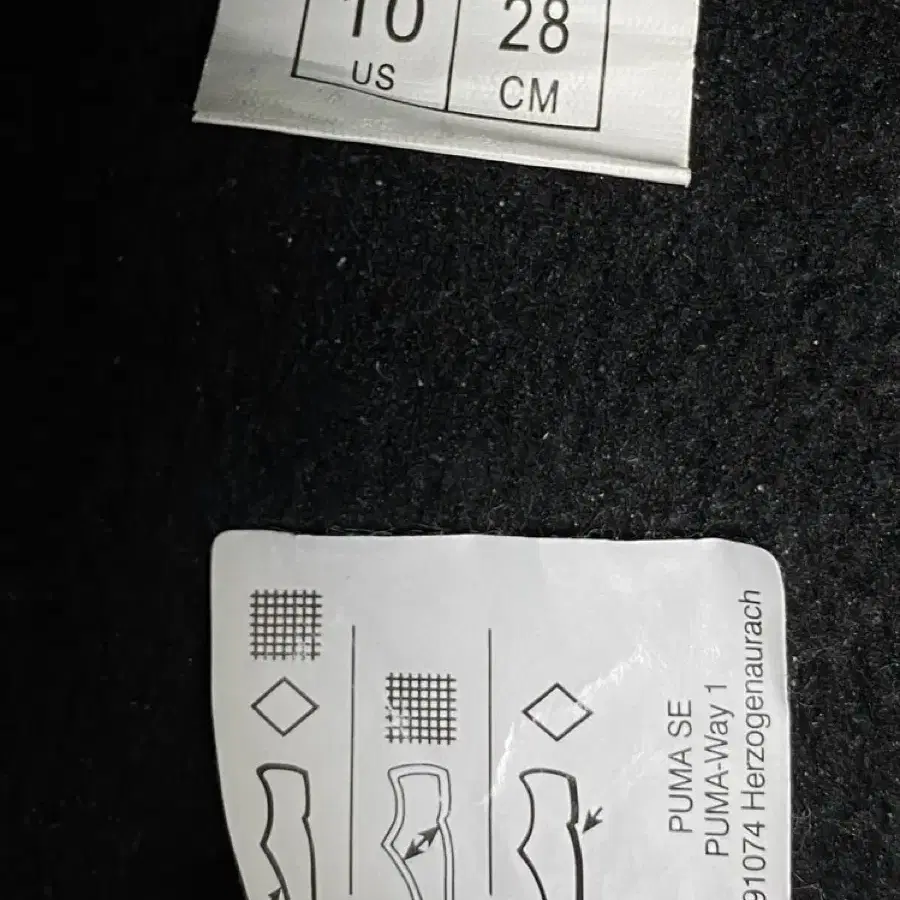 10
US
28
CM
PUMA SE
PUMA-Way 1
91074 Herzogenaurach